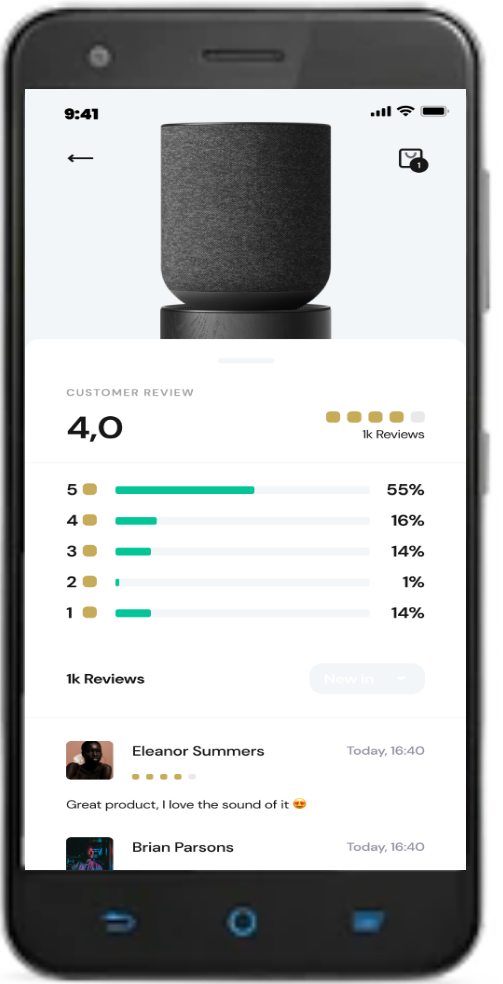 9:41
1
CUSTOMER REVIEW
4,0
1k Reviews
5 55%
4 16%
3 14%
2 1%
1 14%
1k Reviews
New in
Eleanor Summers Today, 16:40
Great product, I love the sound of it 😍
Brian Parsons Today, 16:40